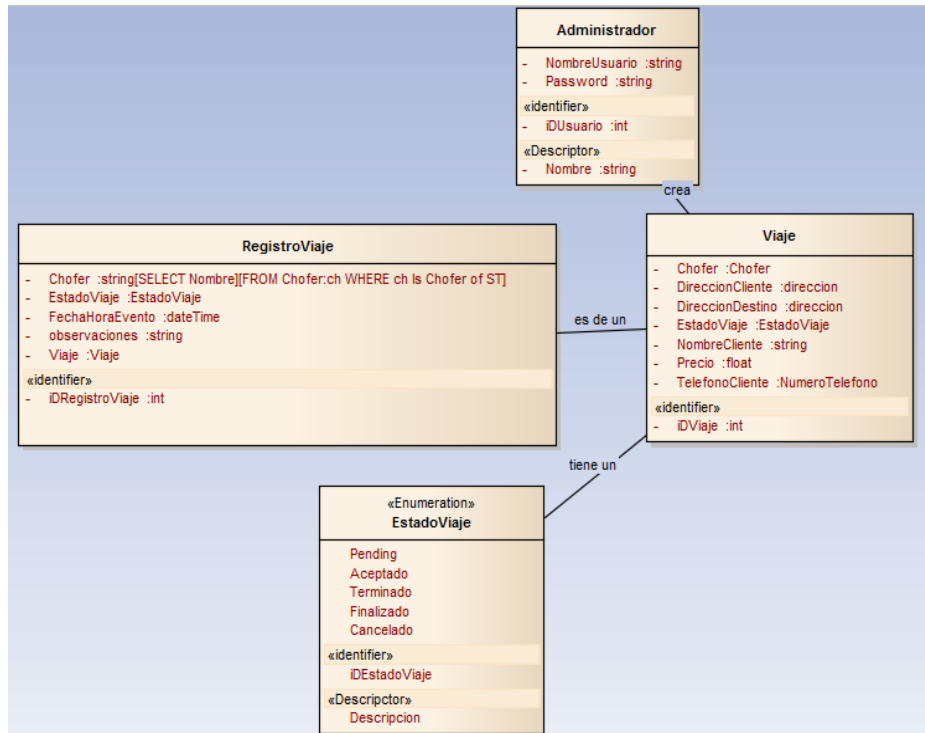 Administrador
- NombreUsuario :string
- Password :string
«identifier»
- iDUsuario :int
«Descriptor»
- Nombre :string
crea
RegistroViaje
- Chofer :string[SELECT Nombre][FROM Chofer:ch WHERE ch Is Chofer of ST]
- EstadoViaje :EstadoViaje
- FechaHoraEvento :dateTime
- observaciones :string
- Viaje :Viaje
«identifier»
- iDRegistroViaje :int
es de un
Viaje
- Chofer :Chofer
- DireccionCliente :direccion
- DireccionDestino :direccion
- EstadoViaje :EstadoViaje
- NombreCliente :string
- Precio :float
- TelefonoCliente :NumeroTelefono
«identifier»
- iDViaje :int
tiene un
«Enumeration»
EstadoViaje
Pending
Aceptado
Terminado
Finalizado
Cancelado
«identifier»
iDEstadoViaje
«Descripctor»
Descripcion